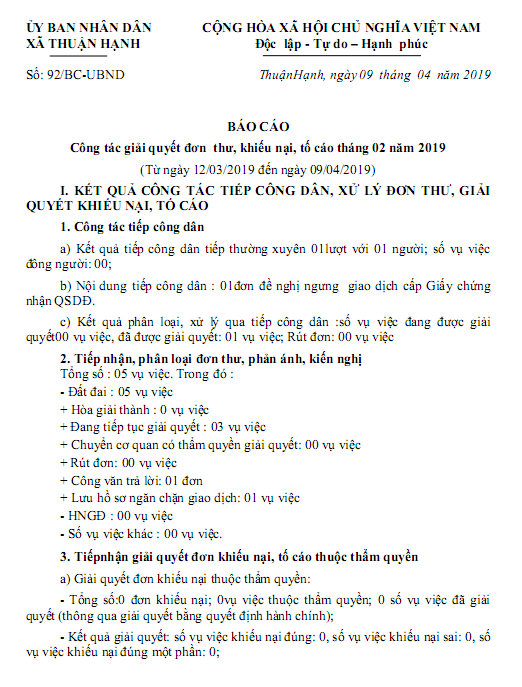 ỦY BAN NHÂN DÂN
XÃ THUẬN HẠNH
CỘNG HÒA XÃ HỘI CHỦ NGHĨA VIỆT NAM
Độc lập - Tự do – Hạnh phúc
Số: 92/BC-UBND
ThuậnHạnh, ngày 09 tháng 04 năm 2019
BÁO CÁO
Công tác giải quyết đơn thư, khiếu nại, tố cáo tháng 02 năm 2019
(Từ ngày 12/03/2019 đến ngày 09/04/2019)
I. KẾT QUẢ CÔNG TÁC TIẾP CÔNG DÂN, XỬ LÝ ĐƠN THƯ, GIẢI
QUYẾT KHIẾU NẠI, TỐ CÁO
1. Công tác tiếp công dân
a) Kết quả tiếp công dân tiếp thường xuyên 01lượt với 01 người; số vụ việc
đông người: 00;
b) Nội dung tiếp công dân : 01đơn đề nghị ngưng giao dịch cấp Giấy chứng
nhận QSDĐ.
c) Kết quả phân loại, xử lý qua tiếp công dân :số vụ việc đang được giải
quyết00 vụ việc, đã được giải quyết: 01 vụ việc; Rút đơn: 00 vụ việc
2. Tiếp nhận, phân loại đơn thư, phản ánh, kiến nghị
Tổng số : 05 vụ việc. Trong đó :
- Đất đai : 05 vụ việc
+ Hòa giải thành : 0 vụ việc
+ Đang tiếp tục giải quyết : 03 vụ việc
+ Chuyển cơ quan có thẩm quyền giải quyết: 00 vụ việc
+ Rút đơn: 00 vụ việc
+ Công văn trả lời: 01 đơn
+ Lưu hồ sơ ngăn chặn giao dịch: 01 vụ việc
- HNGĐ : 00 vụ việc
- Số vụ việc khác : 00 vụ việc.
3. Tiếpnhận giải quyết đơn khiếu nại, tố cáo thuộc thẩm quyền
a) Giải quyết đơn khiếu nại thuộc thẩm quyền:
- Tổng số:0 đơn khiếu nại; 0vụ việc thuộc thẩm quyền; 0 số vụ việc đã giải
quyết (thông qua giải quyết bằng quyết định hành chính);
- Kết quả giải quyết: số vụ việc khiếu nại đúng: 0, số vụ việc khiếu nại sai: 0, số
vụ việc khiếu nại đúng một phần: 0;